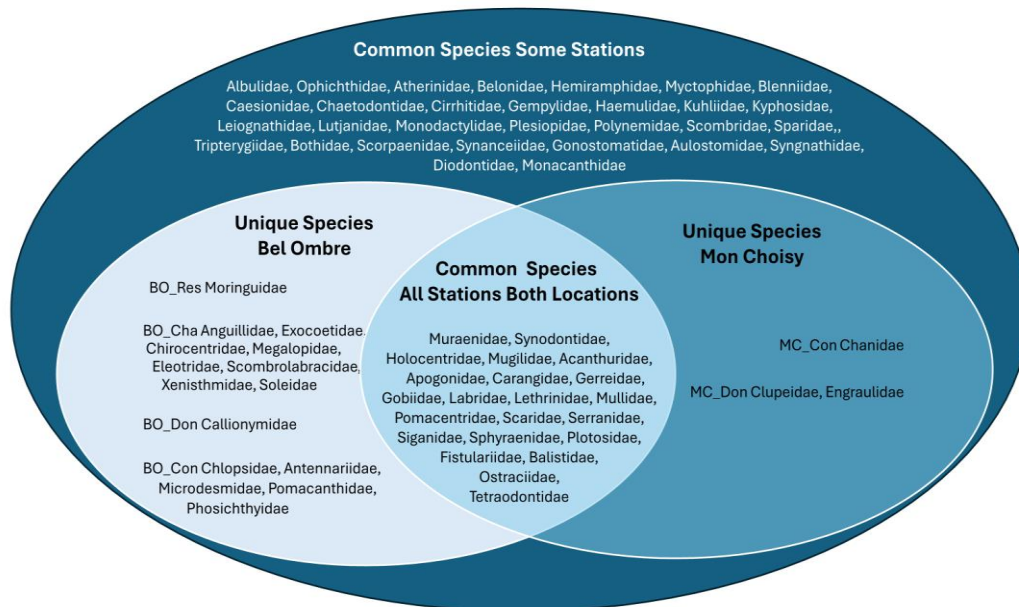 Common Species Some Stations
Albulidae, Ophichthidae, Atherinidae, Belonidae, Hemiramphidae, Myctophidae, Blenniidae,
Caesionidae, Chaetodontidae, Cirrhitidae, Gempylidae, Haemulidae, Kuhliidae, Kyphosidae,
Leiognathidae, Lutjanidae, Monodactylidae, Plesiopidae, Polynemidae, Scombridae, Sparidae,,
Tripterygiidae, Bothidae, Scorpaenidae, Synanceiidae, Gonostomatidae, Aulostomidae, Syngnathidae,
Diodontidae, Monacanthidae
Unique Species
Bel Ombre
BO_Res Moringuidae
BO_Cha Anguillidae, Exocoetidae,
Chirocentridae, Megalopidae,
Eleotridae, Scombrolabracidae,
Xenisthmidae, Soleidae
BO_Don Callionymidae
BO_Con Chlopsidae, Antennariidae,
Microdesmidae, Pomacanthidae,
Phosichthyidae
Common Species
All Stations Both Locations
Muraenidae, Synodontidae,
Holocentridae, Mugilidae, Acanthuridae,
Apogonidae, Carangidae, Gerreidae,
Gobiidae, Labridae, Lethrinidae, Mullidae,
Pomacentridae, Scaridae, Serranidae,
Siganidae, Sphyraenidae, Plotosidae,
Fistulariidae, Balistidae,
Ostraciidae,
Tetraodontidae
Unique Species
Mon Choisy
MC_Con Chanidae
MC_Don Clupeidae, Engraulidae